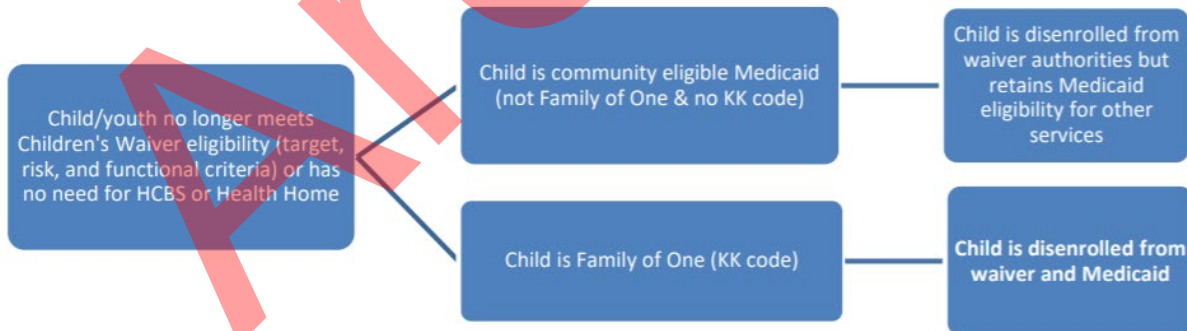 Child/youth no longer meets
Children's Waiver eligibility (target,
risk, and functional criteria) or has
no need for HCBS or Health Home
Child is community eligible Medicaid
(not Family of One & no KK code)
Child is disenrolled from
waiver authorities but
retains Medicaid
eligibility for other
services
Child is Family of One (KK code)
Child is disenrolled from
waiver and Medicaid